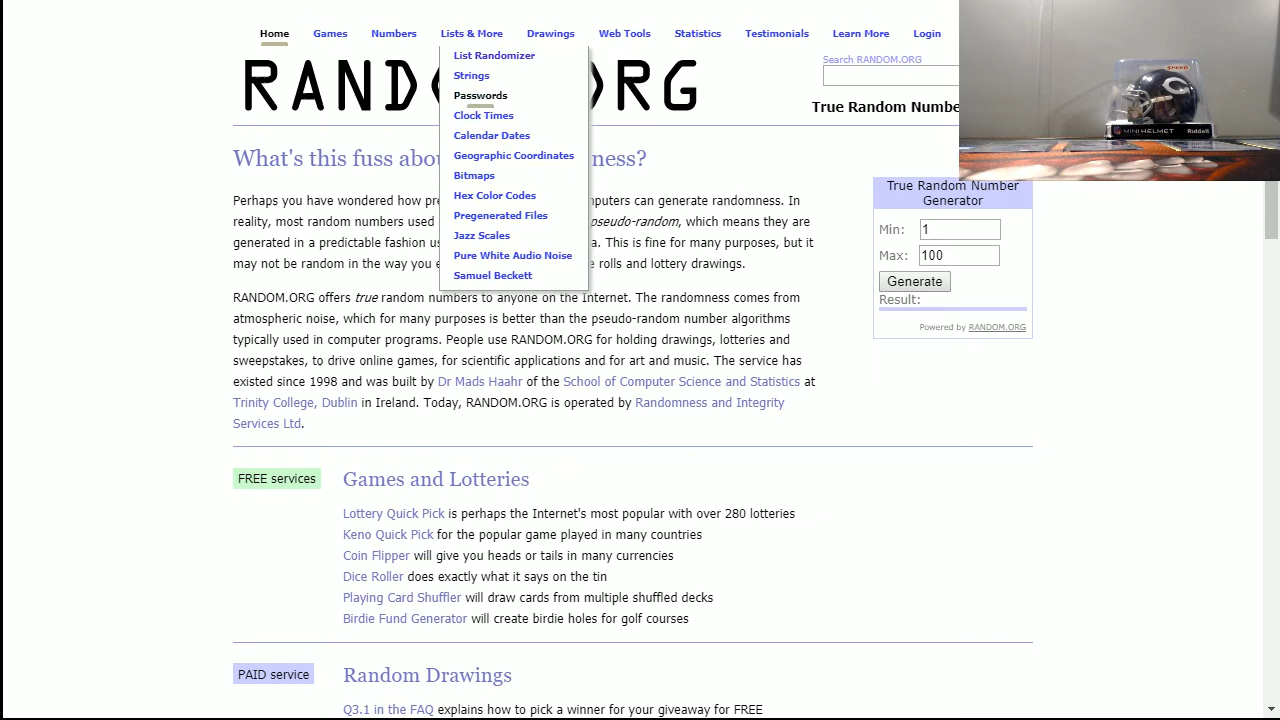 Home Games Numbers Lists & More Drawings Web Tools Statistics Testimonials Learn More Login
List Randomizer
Strings
Passwords
Clock Times
Calendar Dates
Geographic Coordinates
Bitmaps
Hex Color Codes
Pregenerated Files
Jazz Scales
Pure White Audio Noise
Samuel Beckett
Search RANDOM.ORG
RAND RG
True Random Numbe
SPEED
MINI HELMET Riddell
What's this fuss abou ness?
Perhaps you have wondered how pre puters can generate randomness. In
reality, most random numbers used pseudo-random, which means they are
generated in a predictable fashion us a. This is fine for many purposes, but it
may not be random in the way you e rolls and lottery drawings.
RANDOM.ORG offers true random numbers to anyone on the Internet. The randomness comes from
atmospheric noise, which for many purposes is better than the pseudo-random number algorithms
typically used in computer programs. People use RANDOM.ORG for holding drawings, lotteries and
sweepstakes, to drive online games, for scientific applications and for art and music. The service has
existed since 1998 and was built by Dr Mads Haahr of the School of Computer Science and Statistics at
Trinity College, Dublin in Ireland. Today, RANDOM.ORG is operated by Randomness and Integrity
Services Ltd.
True Random Number
Generator
Min: 1
Max: 100
Generate
Result:
Powered by RANDOM.ORG
FREE services
Games and Lotteries
Lottery Quick Pick is perhaps the Internet's most popular with over 280 lotteries
Keno Quick Pick for the popular game played in many countries
Coin Flipper will give you heads or tails in many currencies
Dice Roller does exactly what it says on the tin
Playing Card Shuffler will draw cards from multiple shuffled decks
Birdie Fund Generator will create birdie holes for golf courses
PAID service
Random Drawings
Q3.1 in the FAQ explains how to pick a winner for your giveaway for FREE